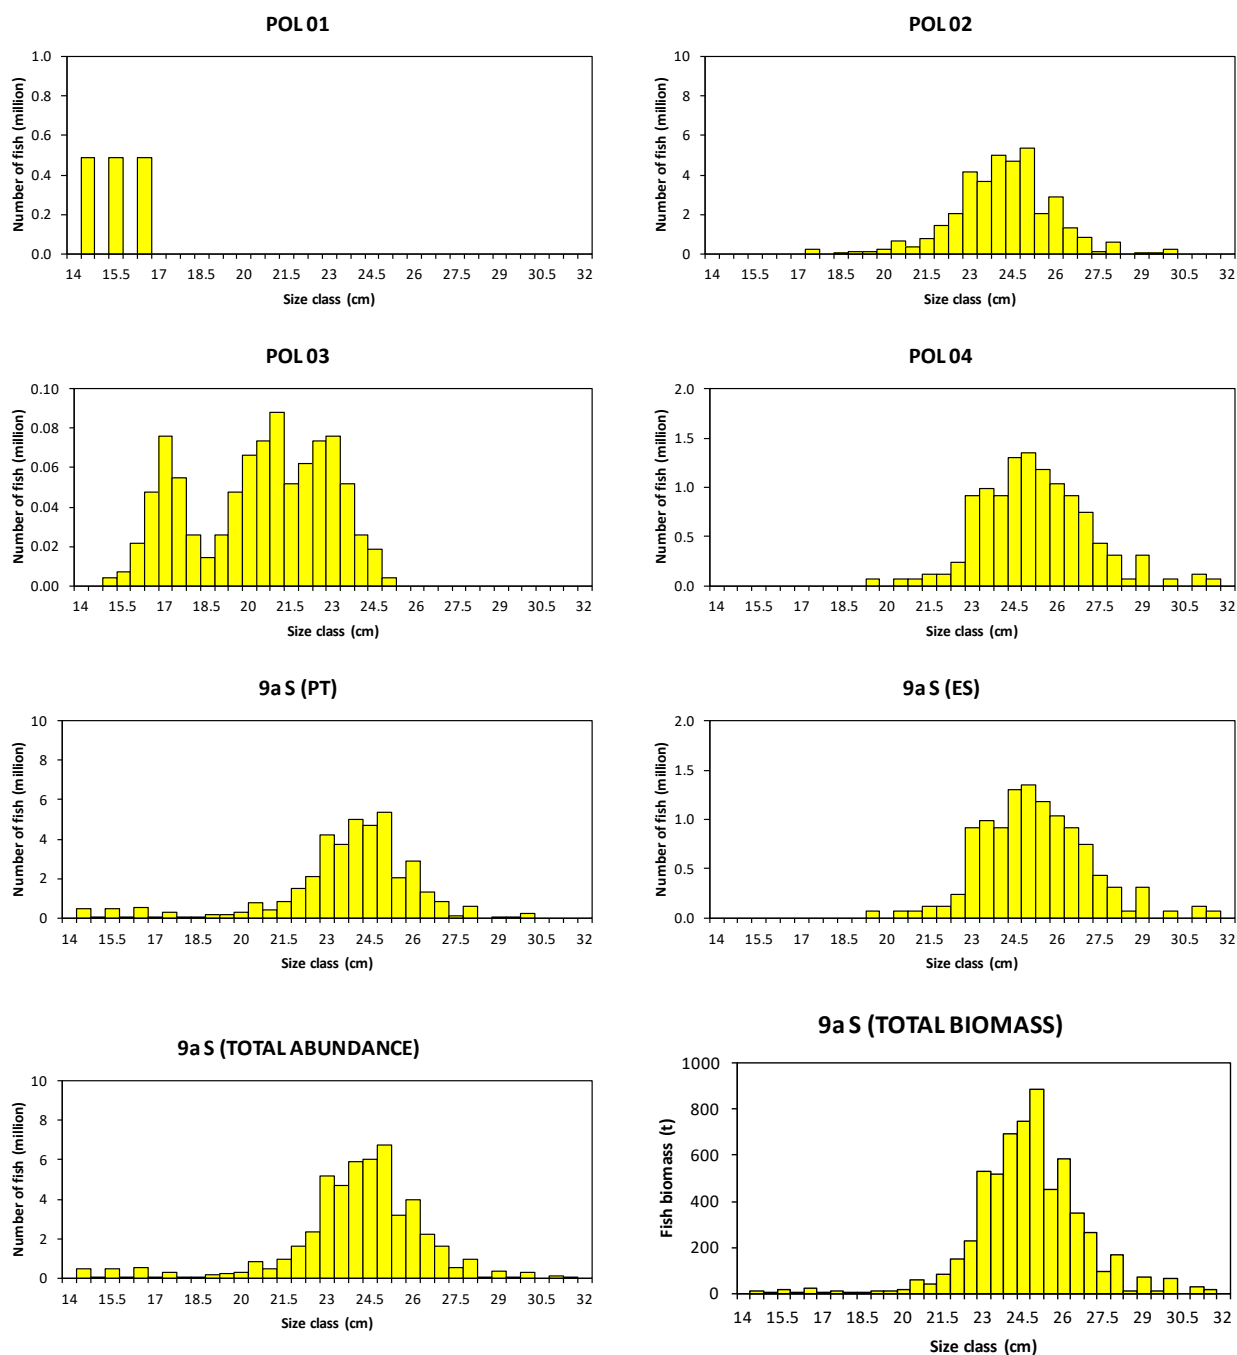 POL 01
1.0
0.8
0.6
0.4
0.2
0.0
Number of fish (million)
14 15.5 17 18.5 20 21.5 23 24.5 26 27.5 29 30.5 32
Size class (cm)
POL 02
10
8
6
4
2
0
Number of fish (million)
14 15.5 17 18.5 20 21.5 23 24.5 26 27.5 29 30.5 32
Size class (cm)
POL 03
0.10
0.08
0.06
0.04
0.02
0.00
Number of fish (million)
14 15.5 17 18.5 20 21.5 23 24.5 26 27.5 29 30.5 32
Size class (cm)
POL 04
2.0
1.5
1.0
0.5
0.0
Number of fish (million)
14 15.5 17 18.5 20 21.5 23 24.5 26 27.5 29 30.5 32
Size class (cm)
9a S (PT)
10
8
6
4
2
0
Number of fish (million)
14 15.5 17 18.5 20 21.5 23 24.5 26 27.5 29 30.5 32
Size class (cm)
9a S (ES)
2.0
1.5
1.0
0.5
0.0
Number of fish (million)
14 15.5 17 18.5 20 21.5 23 24.5 26 27.5 29 30.5 32
Size class (cm)
9a S (TOTAL ABUNDANCE)
10
8
6
4
2
0
Number of fish (million)
14 15.5 17 18.5 20 21.5 23 24.5 26 27.5 29 30.5 32
Size class (cm)
9a S (TOTAL BIOMASS)
1000
800
600
400
200
0
Fish biomass (t)
14 15.5 17 18.5 20 21.5 23 24.5 26 27.5 29 30.5 32
Size class (cm)